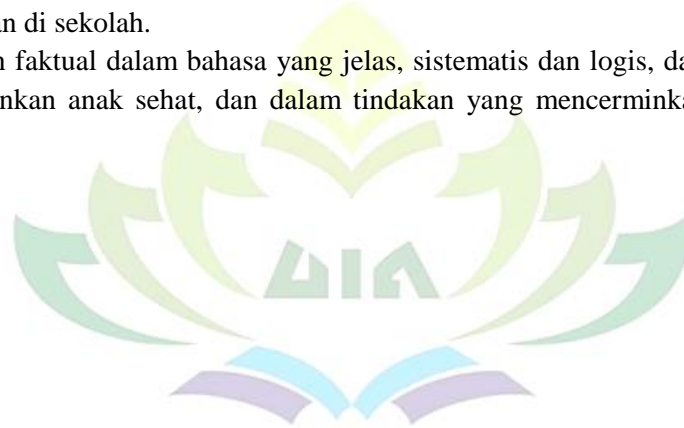 an di sekolah.
n faktual dalam bahasa yang jelas, sistematis dan logis, da
nkan anak sehat, dan dalam tindakan yang mencerminka
UIN